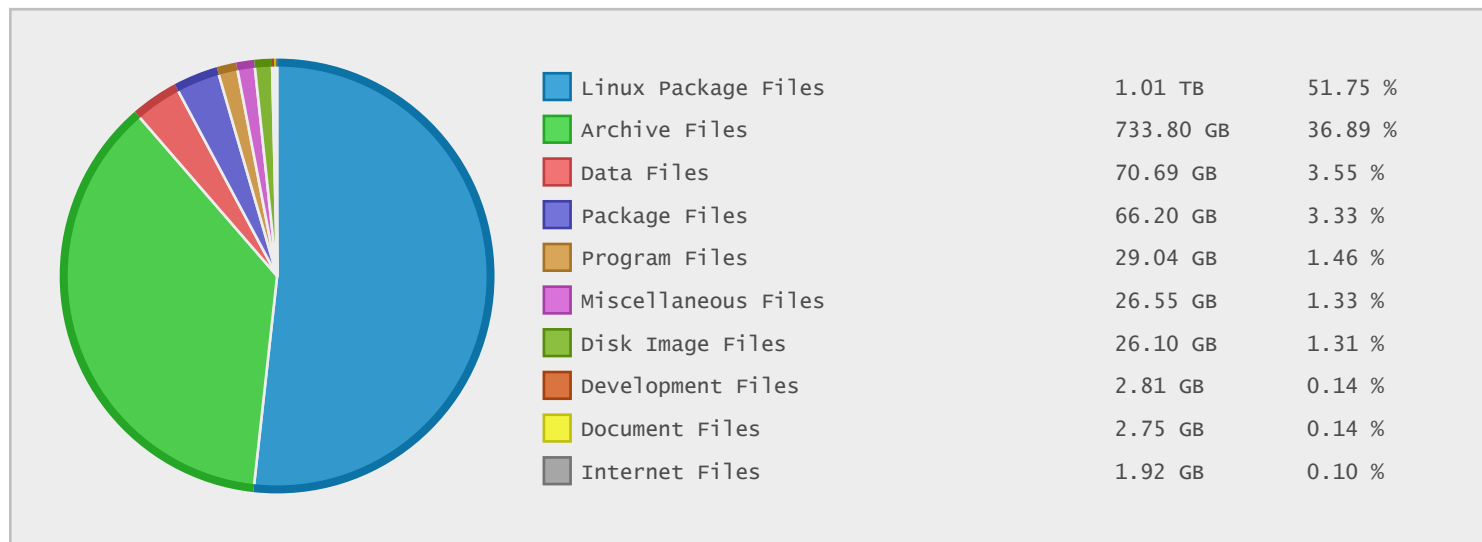 Linux Package Files 1.01 TB 51.75 %
Archive Files 733.80 GB 36.89 %
Data Files 70.69 GB 3.55 %
Package Files 66.20 GB 3.33 %
Program Files 29.04 GB 1.46 %
Miscellaneous Files 26.55 GB 1.33 %
Disk Image Files 26.10 GB 1.31 %
Development Files 2.81 GB 0.14 %
Document Files 2.75 GB 0.14 %
Internet Files 1.92 GB 0.10 %